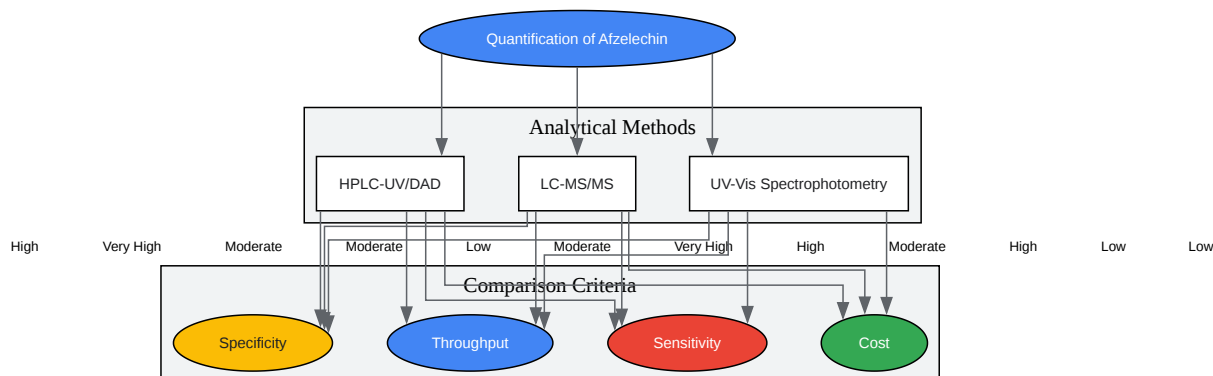 Quantification of Afzelechin
Analytical Methods
HPLC-UV/DAD
LC-MS/MS
UV-Vis Spectrophotometry
High
Very High
Moderate
Moderate
Low
Moderate
Very High
High
Moderate
High
Low
Low
Comparison Criteria
Specificity
Throughput
Sensitivity
Cost